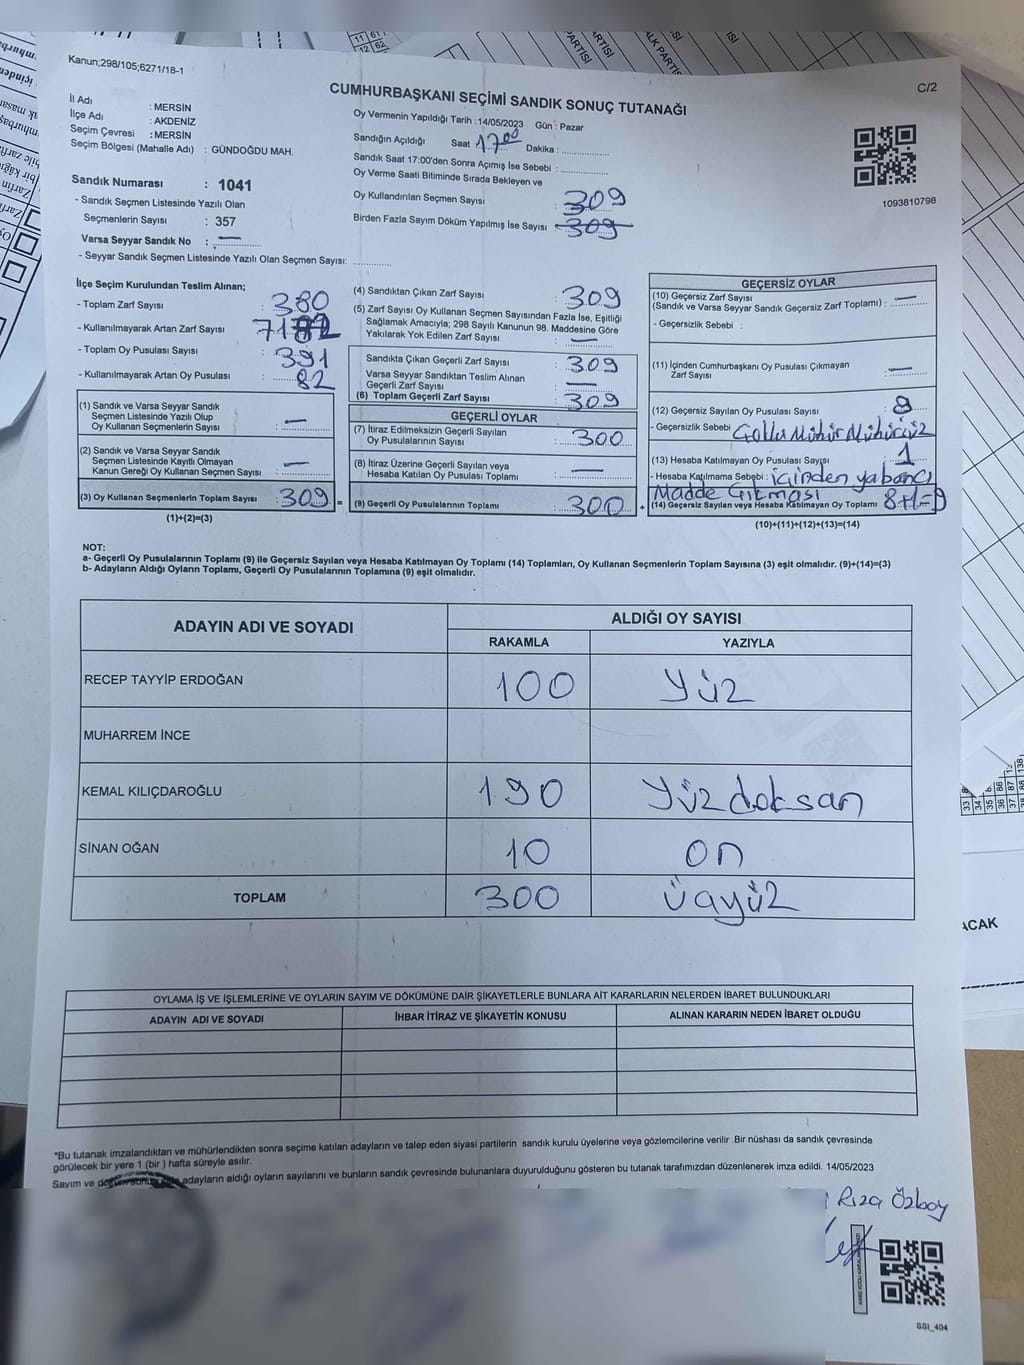 Kanun;298/105;6271/18-1
C/2
CUMHURBAŞKANI SEÇİMİ SANDIK SONUÇ TUTANAĞI
İl Adı : MERSİN
İlçe Adı : AKDENİZ
Seçim Çevresi : MERSİN
Seçim Bölgesi (Mahalle Adı) : GÜNDOĞDU MAH.
Sandık Numarası : 1041
- Sandık Seçmen Listesinde Yazılı Olan
Seçmenlerin Sayısı : 357
Varsa Seyyar Sandık No : —
- Seyyar Sandık Seçmen Listesinde Yazılı Olan Seçmen Sayısı:
Oy Vermenin Yapıldığı Tarih :14/05/2023 Gün : Pazar
Sandığın Açıldığı Saat 17 00 Dakika :
Sandık Saat 17:00'den Sonra Açımış İse Sebebi :
Oy Verme Saati Bitiminde Sırada Bekleyen ve
Oy Kullandırılan Seçmen Sayısı : 309
Birden Fazla Sayım Döküm Yapılmış İse Sayısı : 309
1093810798
İlçe Seçim Kurulundan Teslim Alınan;
- Toplam Zarf Sayısı : 380
- Kullanılmayarak Artan Zarf Sayısı : 71
- Toplam Oy Pusulası Sayısı : 391
- Kullanılmayarak Artan Oy Pusulası : 82
(1) Sandık ve Varsa Seyyar Sandık
Seçmen Listesinde Yazılı Olup
Oy Kullanan Seçmenlerin Sayısı : —
(2) Sandık ve Varsa Seyyar Sandık
Seçmen Listesinde Kayıtlı Olmayan
Kanun Gereği Oy Kullanan Seçmen Sayısı : —
(3) Oy Kullanan Seçmenlerin Toplam Sayısı : 309 =
(1)+(2)=(3)
(4) Sandıktan Çıkan Zarf Sayısı : 309
(5) Zarf Sayısı Oy Kullanan Seçmen Sayısından Fazla İse, Eşitliği
Sağlamak Amacıyla; 298 Sayılı Kanunun 98. Maddesine Göre
Yakılarak Yok Edilen Zarf Sayısı : —
Sandıkta Çıkan Geçerli Zarf Sayısı : 309
Varsa Seyyar Sandıktan Teslim Alınan
Geçerli Zarf Sayısı : —
(6) Toplam Geçerli Zarf Sayısı : 309
GEÇERLİ OYLAR
(7) İtiraz Edilmeksizin Geçerli Sayılan
Oy Pusulalarının Sayısı : 300
(8) İtiraz Üzerine Geçerli Sayılan veya
Hesaba Katılan Oy Pusulası Toplamı : —
(9) Geçerli Oy Pusulalarının Toplamı : 300 +
GEÇERSİZ OYLAR
(10) Geçersiz Zarf Sayısı
(Sandık ve Varsa Seyyar Sandık Geçersiz Zarf Toplamı) : —
- Geçersizlik Sebebi :
(11) İçinden Cumhurbaşkanı Oy Pusulası Çıkmayan
Zarf Sayısı : —
(12) Geçersiz Sayılan Oy Pusulası Sayısı : 8
- Geçersizlik Sebebi : Çoklu Mühür Mühürsüz
(13) Hesaba Katılmayan Oy Pusulası Sayısı : 1
- Hesaba Katılmama Sebebi : içinden yabancı
Madde Çıkması
(14) Geçersiz Sayılan veya Hesaba Katılmayan Oy Toplamı 8+1=9
(10)+(11)+(12)+(13)=(14)
NOT:
a- Geçerli Oy Pusulalarının Toplamı (9) ile Geçersiz Sayılan veya Hesaba Katılmayan Oy Toplamı (14) Toplamları, Oy Kullanan Seçmenlerin Toplam Sayısına (3) eşit olmalıdır. (9)+(14)=(3)
b- Adayların Aldığı Oyların Toplamı, Geçerli Oy Pusulalarının Toplamına (9) eşit olmalıdır.
ADAYIN ADI VE SOYADI ALDIĞI OY SAYISI
RAKAMLA YAZIYLA
RECEP TAYYİP ERDOĞAN 100 Yüz
MUHARREM İNCE
KEMAL KILIÇDAROĞLU 190 Yüz doksan
SİNAN OĞAN 10 on
TOPLAM 300 üçyüz
OYLAMA İŞ VE İŞLEMLERİNE VE OYLARIN SAYIM VE DÖKÜMÜNE DAİR ŞİKAYETLERLE BUNLARA AİT KARARLARIN NELERDEN İBARET BULUNDUKLARI
ADAYIN ADI VE SOYADI İHBAR İTİRAZ VE ŞİKAYETİN KONUSU ALINAN KARARIN NEDEN İBARET OLDUĞU
*Bu tutanak imzalandıktan ve mühürlendikten sonra seçime katılan adayların ve talep eden siyasi partilerin sandık kurulu üyelerine veya gözlemcilerine verilir .Bir nüshası da sandık çevresinde
görülecek bir yere 1 (bir ) hafta süreyle asılır.
Sayım ve adayların aldığı oyların sayılarını ve bunların sandık çevresinde bulunanlara duyurulduğunu gösteren bu tutanak tarafımızdan düzenlenerek imza edildi. 14/05/2023
Rıza Özboy
SSI_404
ACAK